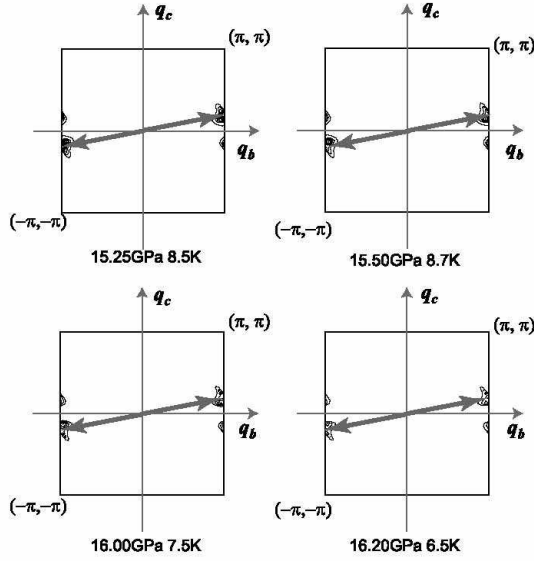 q_c
(π, π)
q_b
(−π,−π)
15.25GPa 8.5K
q_c
(π, π)
q_b
(−π,−π)
15.50GPa 8.7K
q_c
(π, π)
q_b
(−π,−π)
16.00GPa 7.5K
q_c
(π, π)
q_b
(−π,−π)
16.20GPa 6.5K